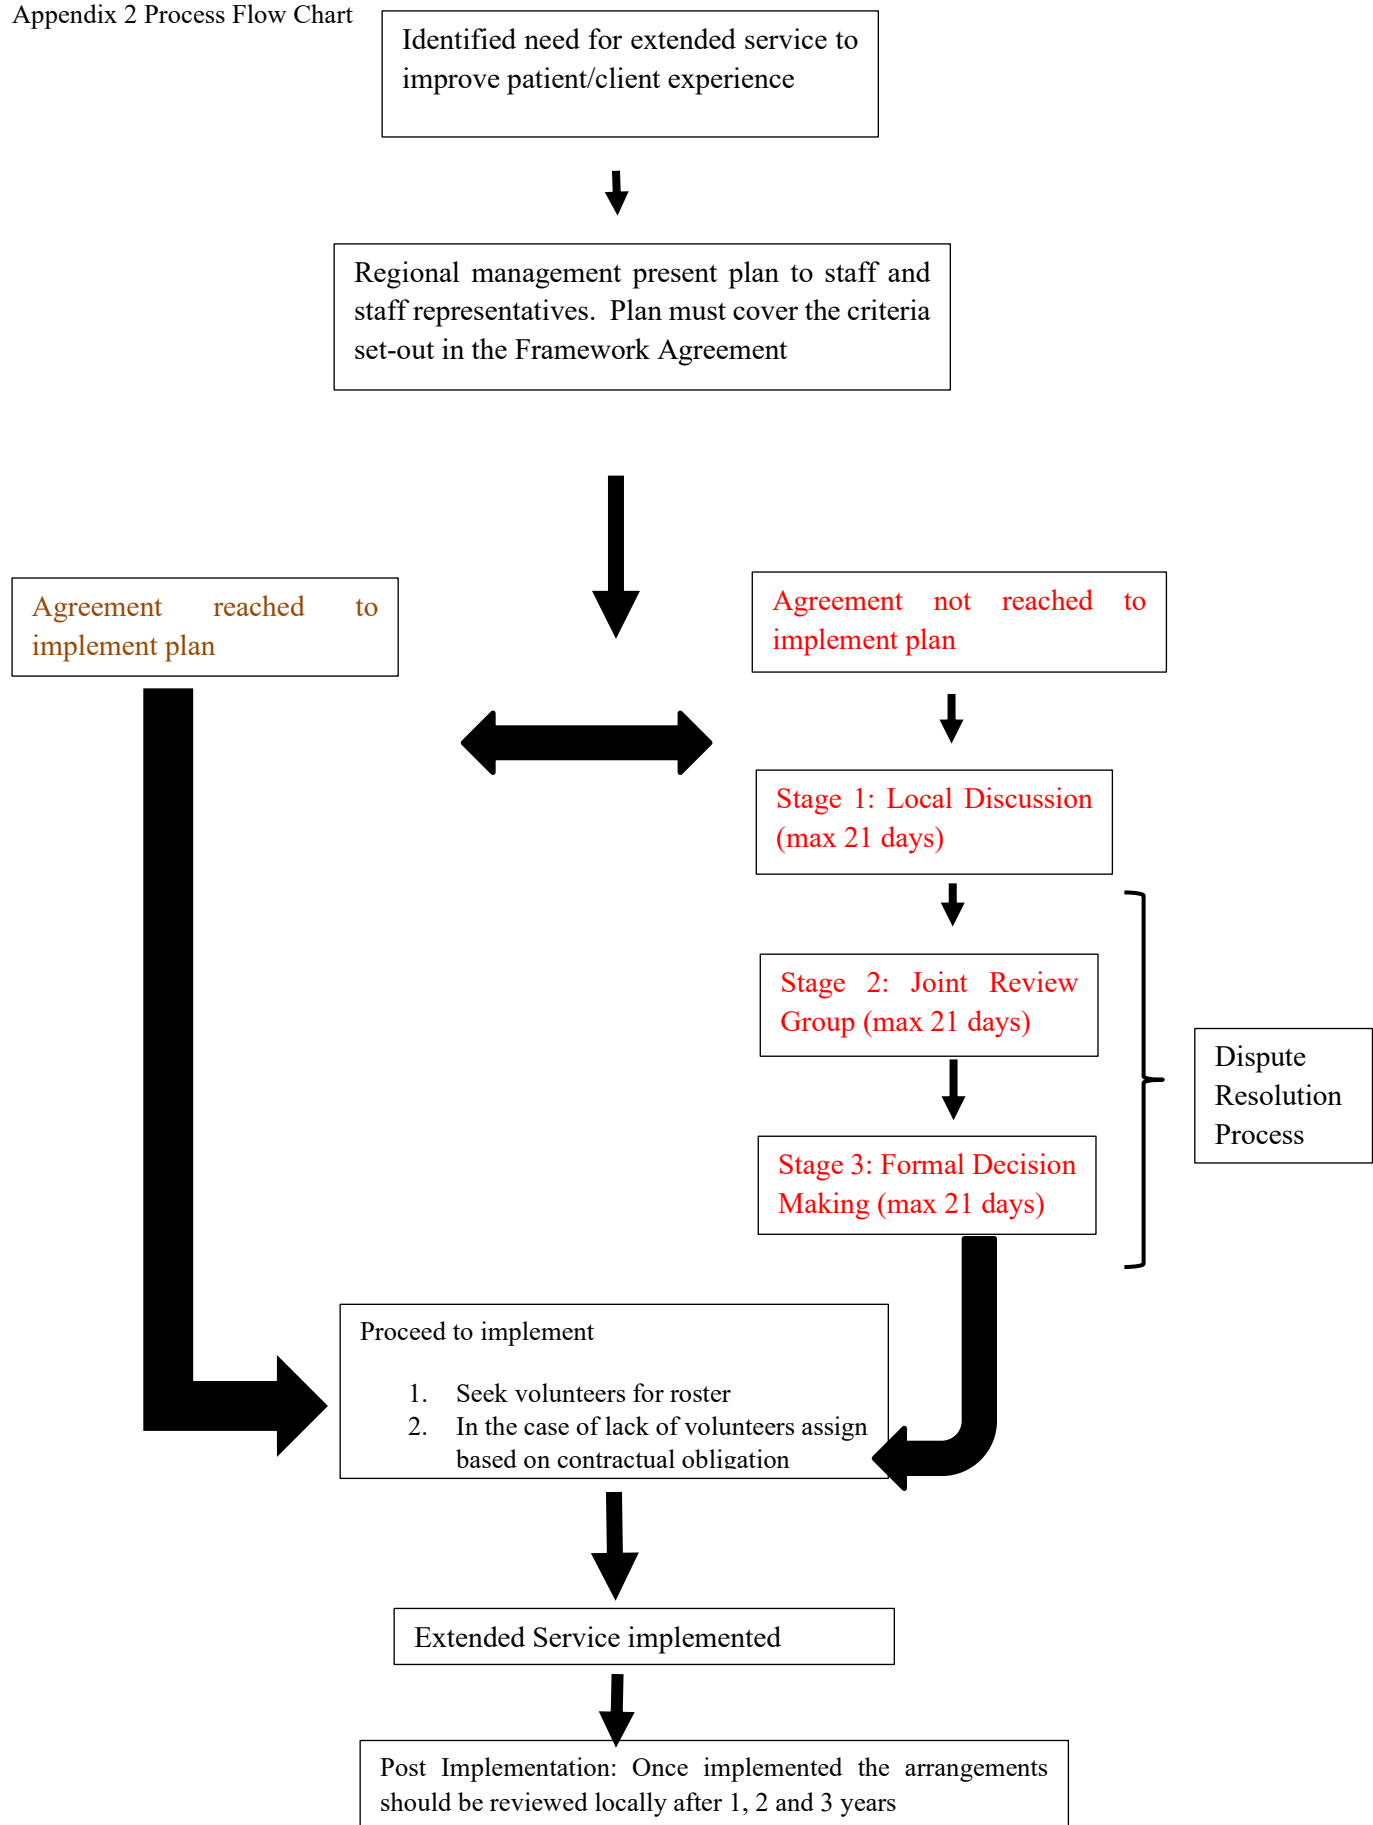 Appendix 2 Process Flow Chart
Identified need for extended service to
improve patient/client experience
Regional management present plan to staff and
staff representatives. Plan must cover the criteria
set-out in the Framework Agreement
Agreement reached to
implement plan
Agreement not reached to
implement plan
Stage 1: Local Discussion
(max 21 days)
Stage 2: Joint Review
Group (max 21 days)
Dispute
Resolution
Process
Stage 3: Formal Decision
Making (max 21 days)
Proceed to implement
1. Seek volunteers for roster
2. In the case of lack of volunteers assign
based on contractual obligation
Extended Service implemented
Post Implementation: Once implemented the arrangements
should be reviewed locally after 1, 2 and 3 years